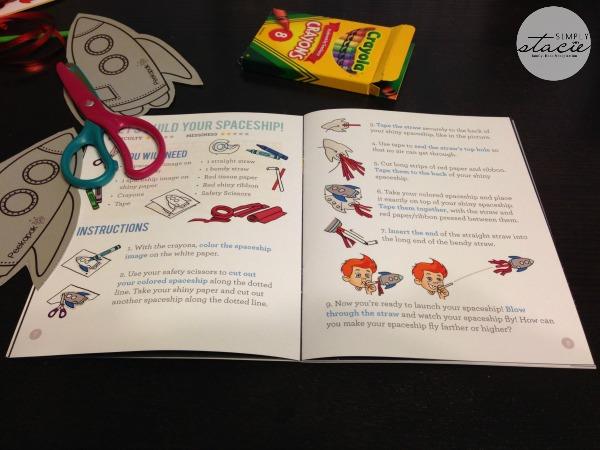 SIMPLY
stacie
Crayola
CRAYONS
8
Peekapak
Peekapak
BUILD YOUR SPACESHIP!
MESSINESS
YOU WILL NEED
image on
shiny paper
• Crayons
• Tape
• 1 straight straw
• 1 bendy straw
• Red tissue paper
• Red shiny ribbon
• Safety Scissors
INSTRUCTIONS
1. With the crayons, color the spaceship
image on the white paper.
2. Use your safety scissors to cut out
your colored spaceship along the dotted
line. Take your shiny paper and cut out
another spaceship along the dotted line.
3. Tape the straw securely to the back of
your shiny spaceship, like in the picture.
4. Use tape to seal the straw's top hole so
that no air can get through.
5. Cut long strips of red paper and ribbon.
Tape them to the back of your shiny
spaceship.
6. Take your colored spaceship and place
it exactly on top of your shiny spaceship.
Tape them together, with the straw and
red paper/ribbon pressed between them.
7. Insert the end of the straight straw into
the long end of the bendy straw.
9. Now you're ready to launch your spaceship! Blow
through the straw and watch your spaceship fly! How can
you make your spaceship fly farther or higher?